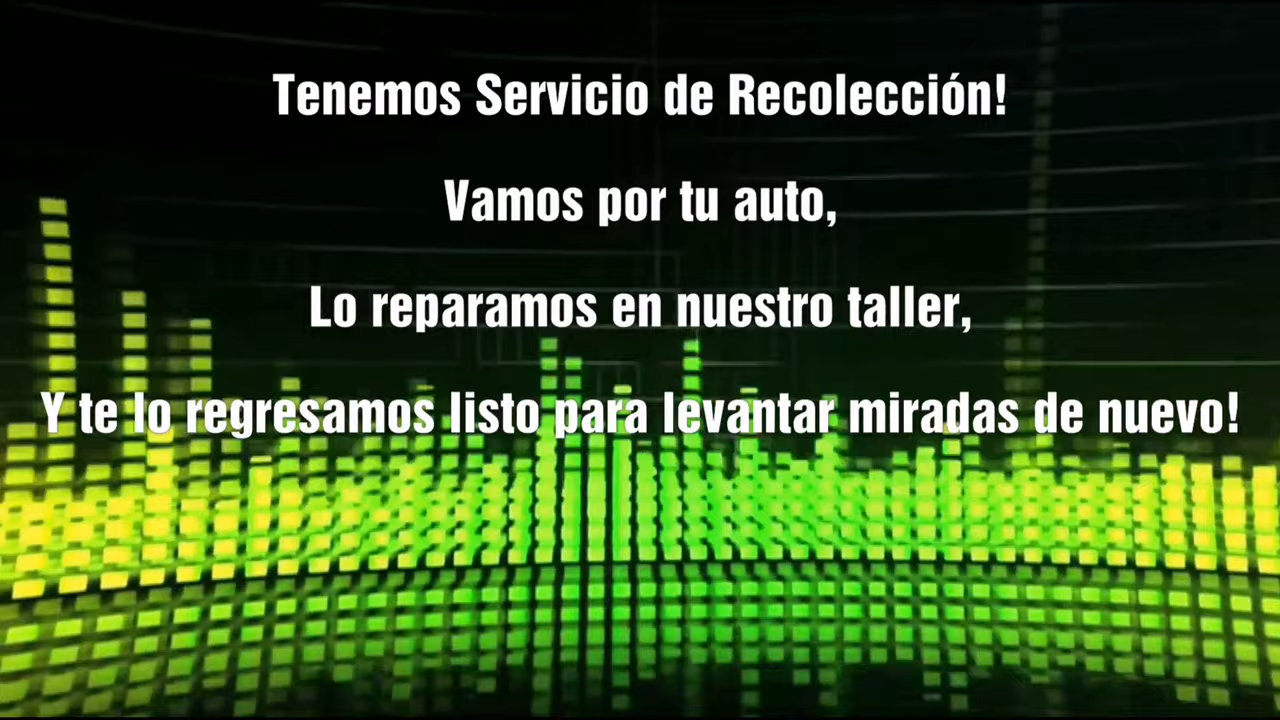 Tenemos Servicio de Recolección!
Vamos por tu auto,
Lo reparamos en nuestro taller,
Y te lo regresamos listo para levantar miradas de nuevo!